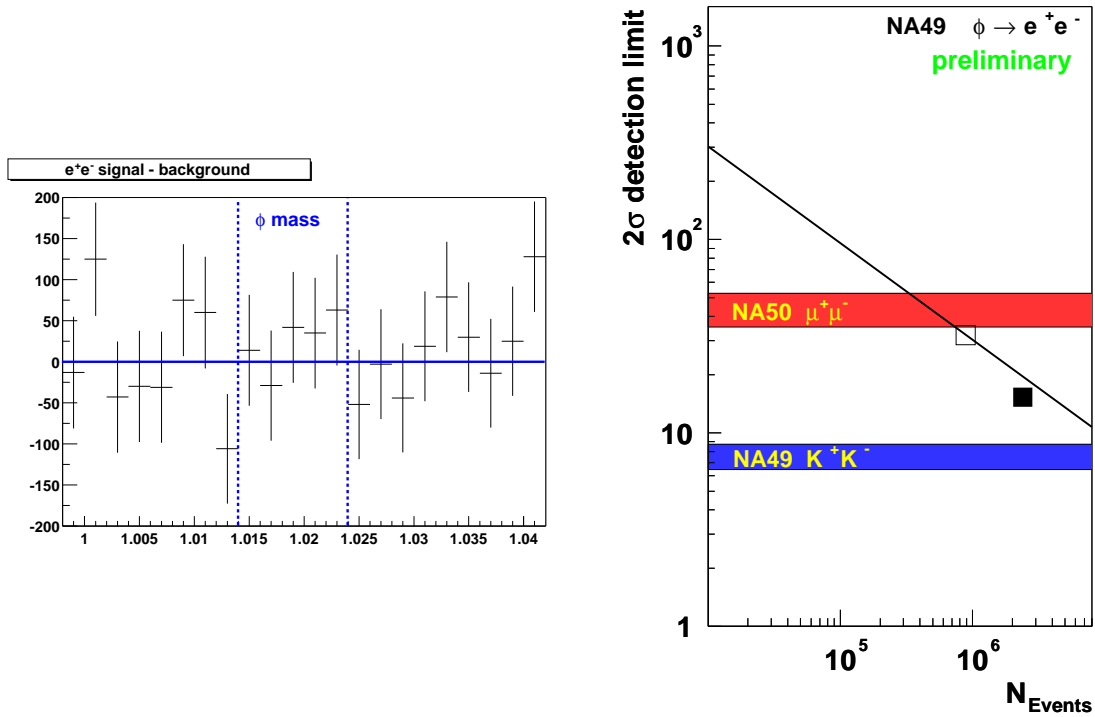 e⁺e⁻ signal - background
200
150
100
50
0
-50
-100
-150
-200
1 1.005 1.01 1.015 1.02 1.025 1.03 1.035 1.04
ϕ mass
2σ detection limit
10³
10²
10
1
NA49 ϕ → e⁺e⁻
preliminary
NA50 μ⁺μ⁻
NA49 K⁺K⁻
10⁵ 10⁶
N_Events